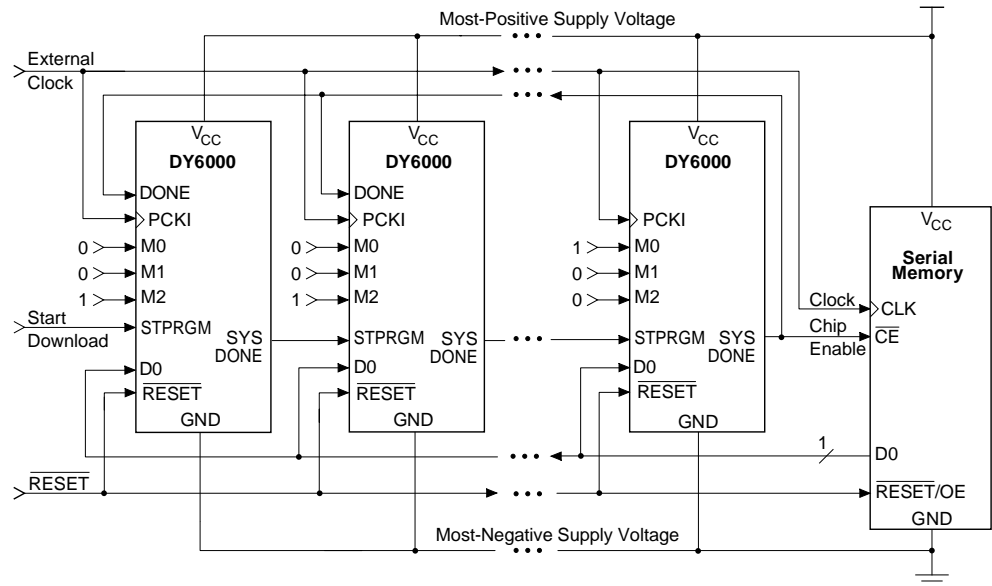 Most-Positive Supply Voltage
External
Clock
VCC
DY6000
DONE
PCKI
0
M0
0
M1
1
M2
Start
Download
STPRGM
SYS
DONE
D0
RESET
GND
VCC
DY6000
DONE
PCKI
0
M0
0
M1
1
M2
STPRGM
SYS
DONE
D0
RESET
GND
VCC
DY6000
PCKI
1
M0
0
M1
0
M2
STPRGM
SYS
DONE
D0
RESET
GND
VCC
Serial
Memory
Clock
CLK
Chip
Enable
CE
1
D0
RESET
RESET/OE
GND
Most-Negative Supply Voltage